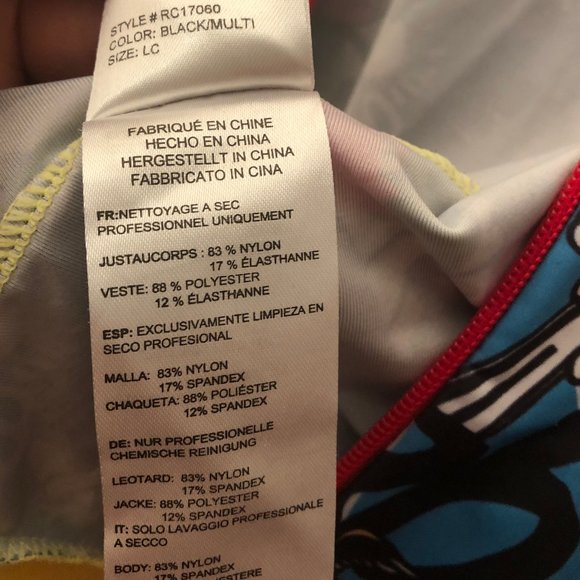 STYLE # RC17060
COLOR: BLACK/MULTI
SIZE: LC
FABRIQUÉ EN CHINE
HECHO EN CHINA
HERGESTELLT IN CHINA
FABBRICATO IN CINA
FR:NETTOYAGE A SEC
PROFESSIONNEL UNIQUEMENT
JUSTAUCORPS : 83 % NYLON
17 % ÉLASTHANNE
VESTE: 88 % POLYESTER
12 % ÉLASTHANNE
ESP: EXCLUSIVAMENTE LIMPIEZA EN
SECO PROFESIONAL
MALLA: 83% NYLON
17% SPANDEX
CHAQUETA: 88% POLIÉSTER
12% SPANDEX
DE: NUR PROFESSIONELLE
CHEMISCHE REINIGUNG
LEOTARD: 83% NYLON
17% SPANDEX
JACKE: 88% POLYESTER
12% SPANDEX
IT: SOLO LAVAGGIO PROFESSIONALE
A SECCO
BODY: 83% NYLON
17% SPANDEX